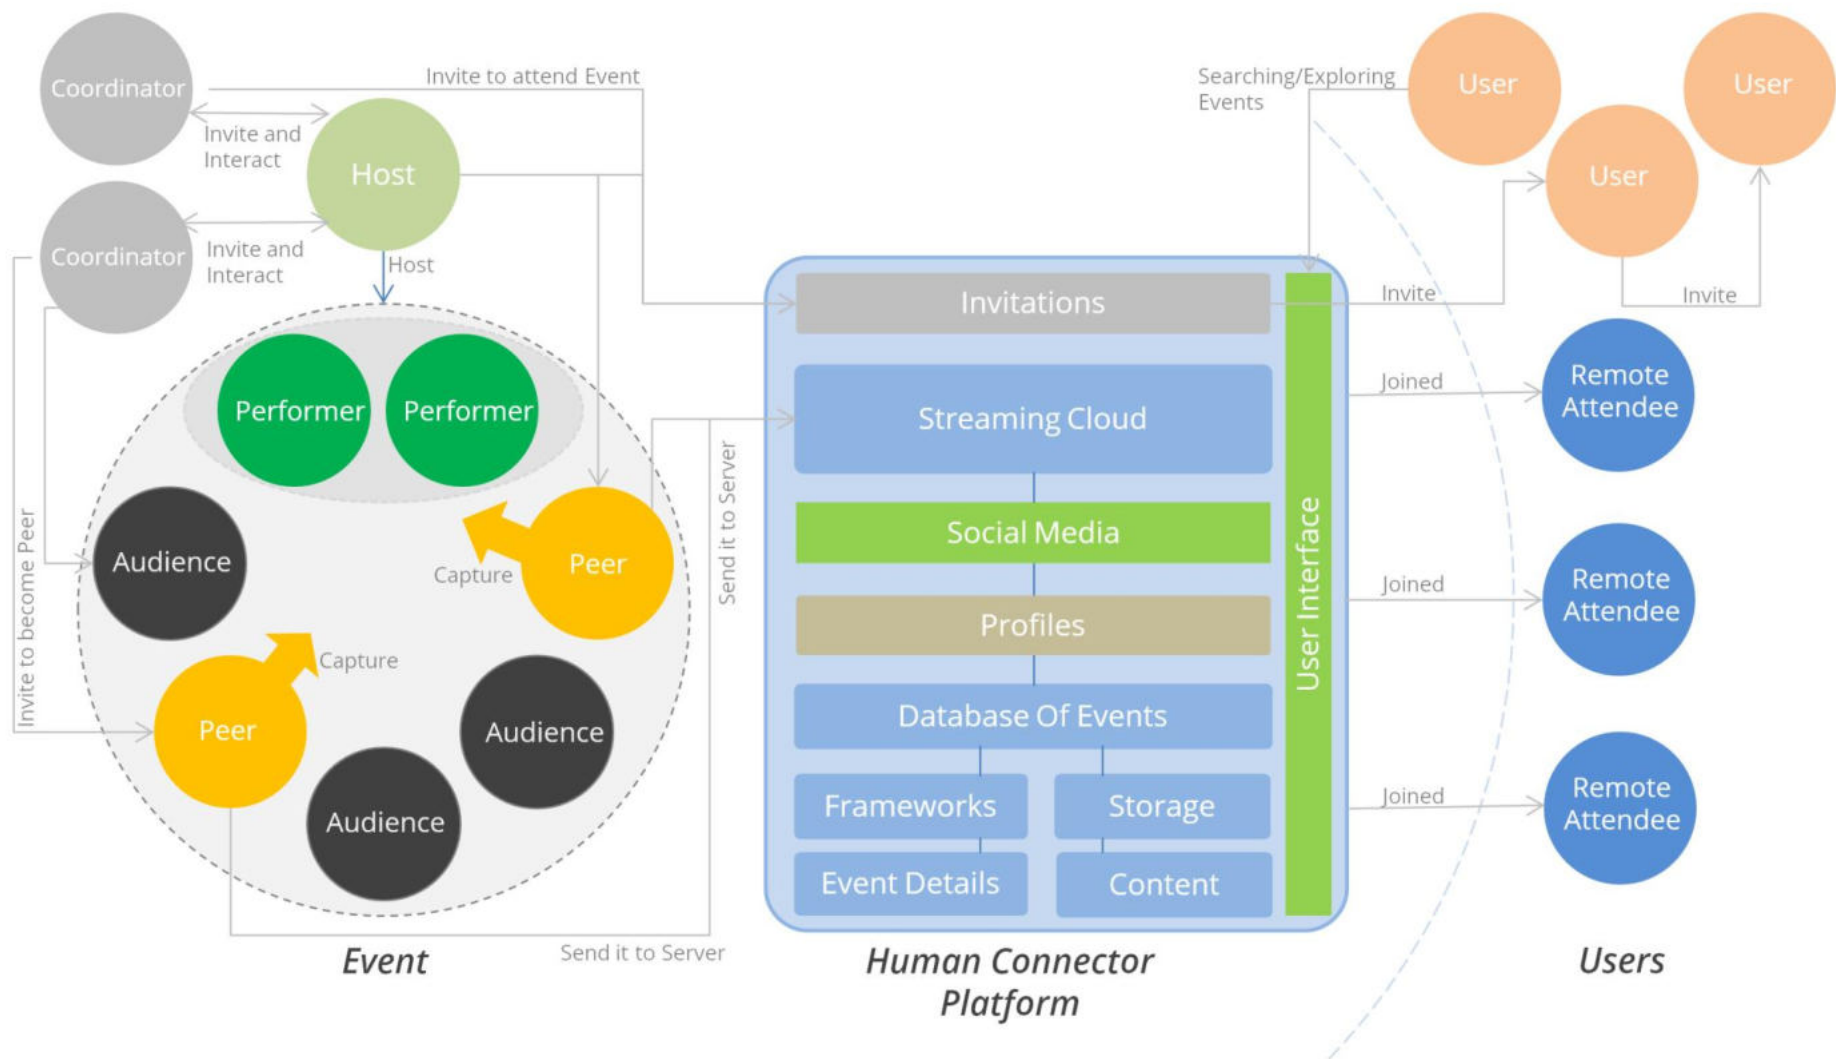 Coordinator
Invite to attend Event
Invite and
Interact
Host
Coordinator
Invite and
Interact
Host
Performer
Performer
Audience
Capture
Peer
Invite to become Peer
Capture
Peer
Audience
Audience
Send it to Server
Send it to Server
Event
Invitations
Streaming Cloud
Social Media
Profiles
Database Of Events
Frameworks
Storage
Event Details
Content
User Interface
Human Connector
Platform
Searching/Exploring
Events
User
User
User
Invite
Invite
Joined
Remote
Attendee
Joined
Remote
Attendee
Joined
Remote
Attendee
Users